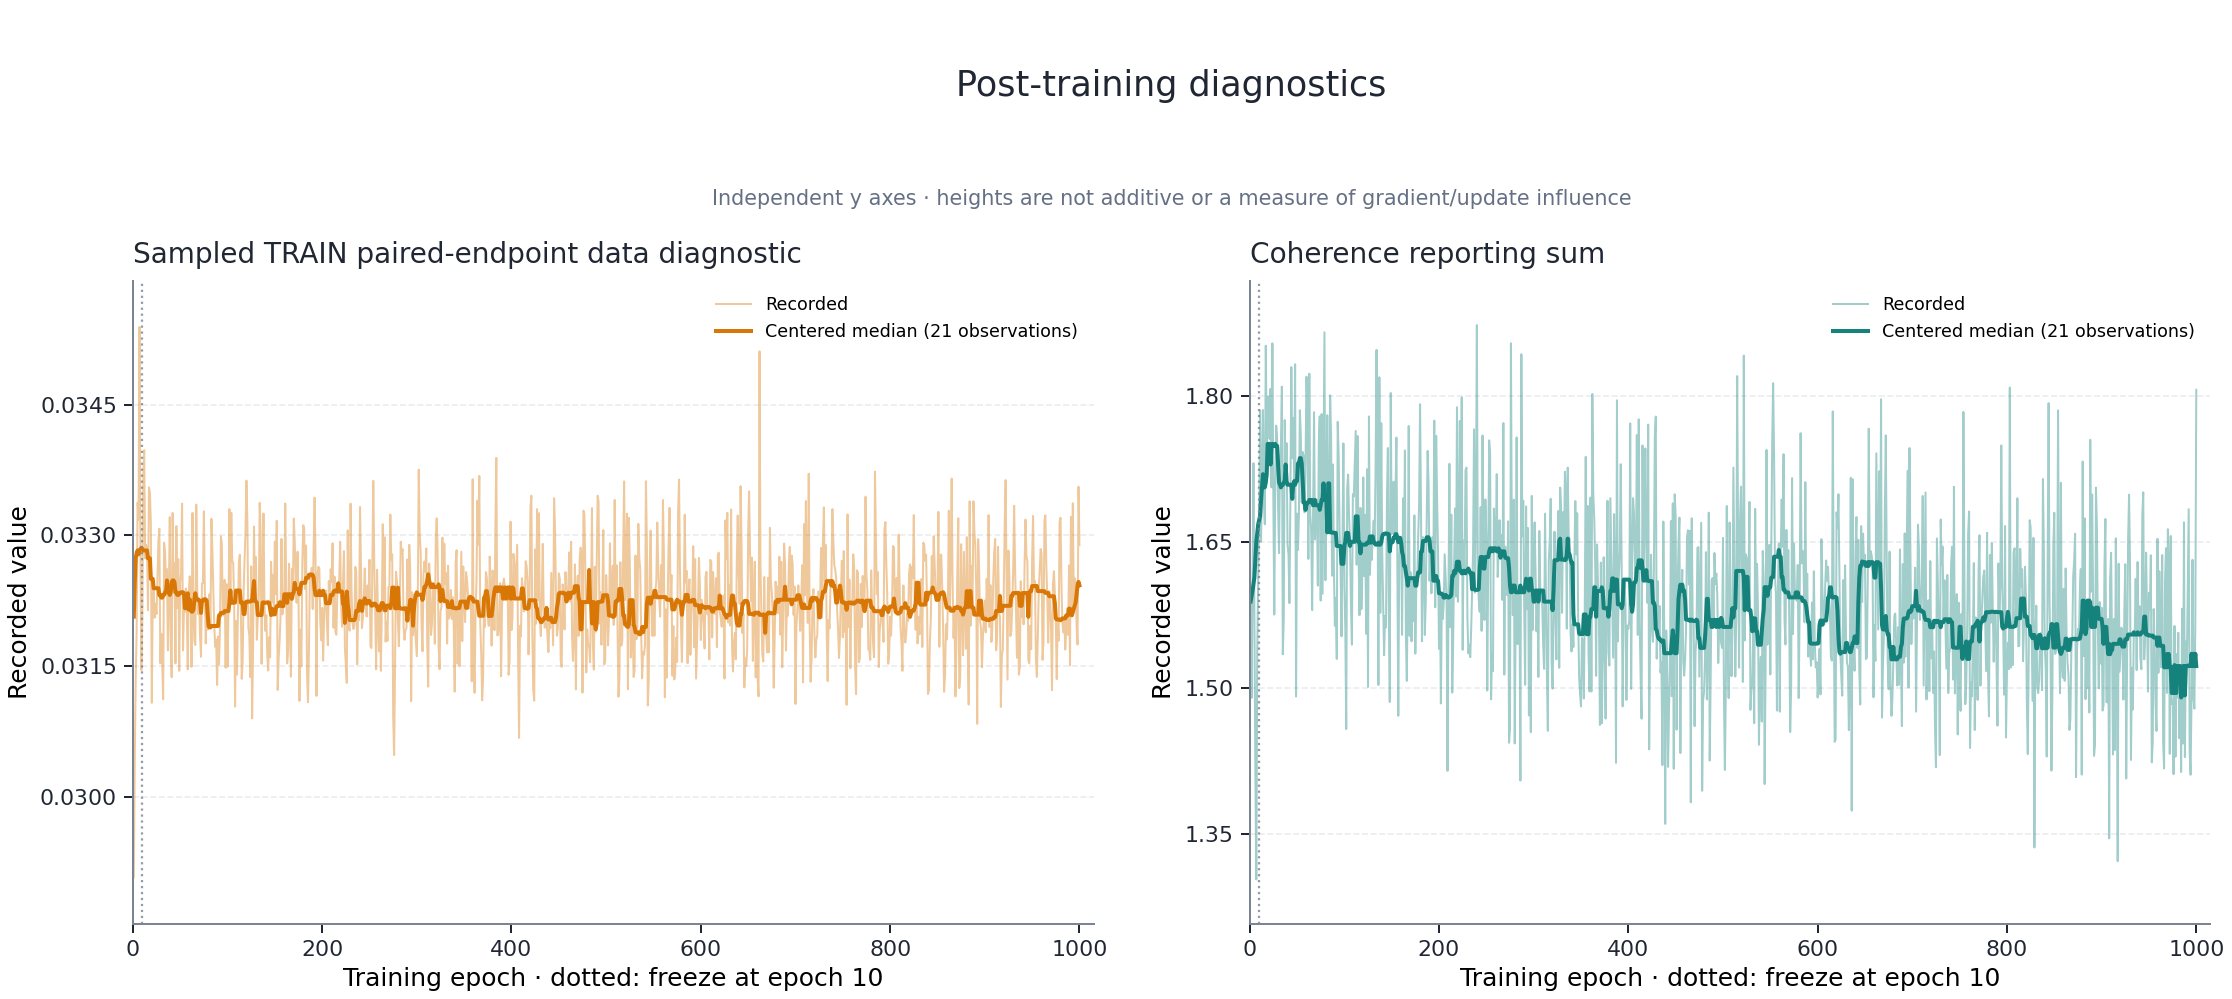 Post-training diagnostics
Independent y axes · heights are not additive or a measure of gradient/update influence
Sampled TRAIN paired-endpoint data diagnostic
Recorded
Centered median (21 observations)
Recorded value
0.0345
0.0330
0.0315
0.0300
0
200
400
600
800
1000
Training epoch · dotted: freeze at epoch 10
Coherence reporting sum
Recorded
Centered median (21 observations)
Recorded value
1.80
1.65
1.50
1.35
0
200
400
600
800
1000
Training epoch · dotted: freeze at epoch 10